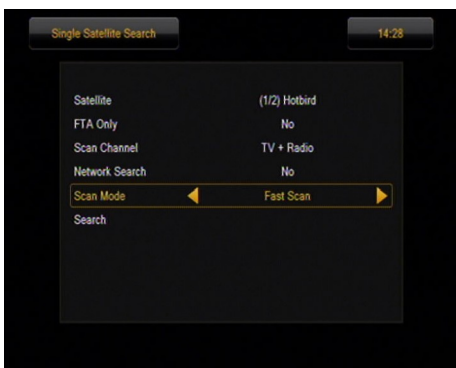 Single Satellite Search 14:28
Satellite (1/2) Hotbird
FTA Only No
Scan Channel TV + Radio
Network Search No
Scan Mode Fast Scan
Search